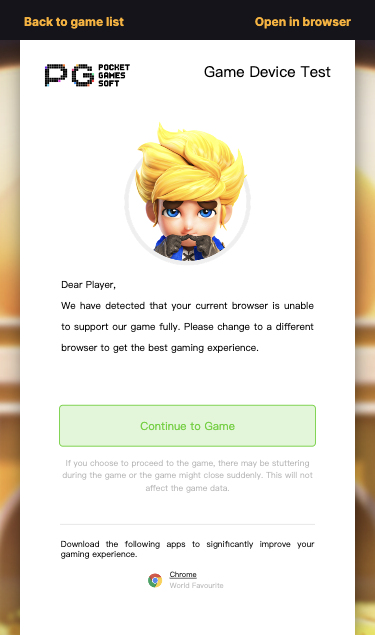 Back to game list
Open in browser
PG POCKET GAMES SOFT
Game Device Test
Dear Player,
We have detected that your current browser is unable
to support our game fully. Please change to a different
browser to get the best gaming experience.
Continue to Game
If you choose to proceed to the game, there may be stuttering
during the game or the game might close suddenly. This will not
affect the game data.
Download the following apps to significantly improve your
gaming experience.
Chrome
World Favourite